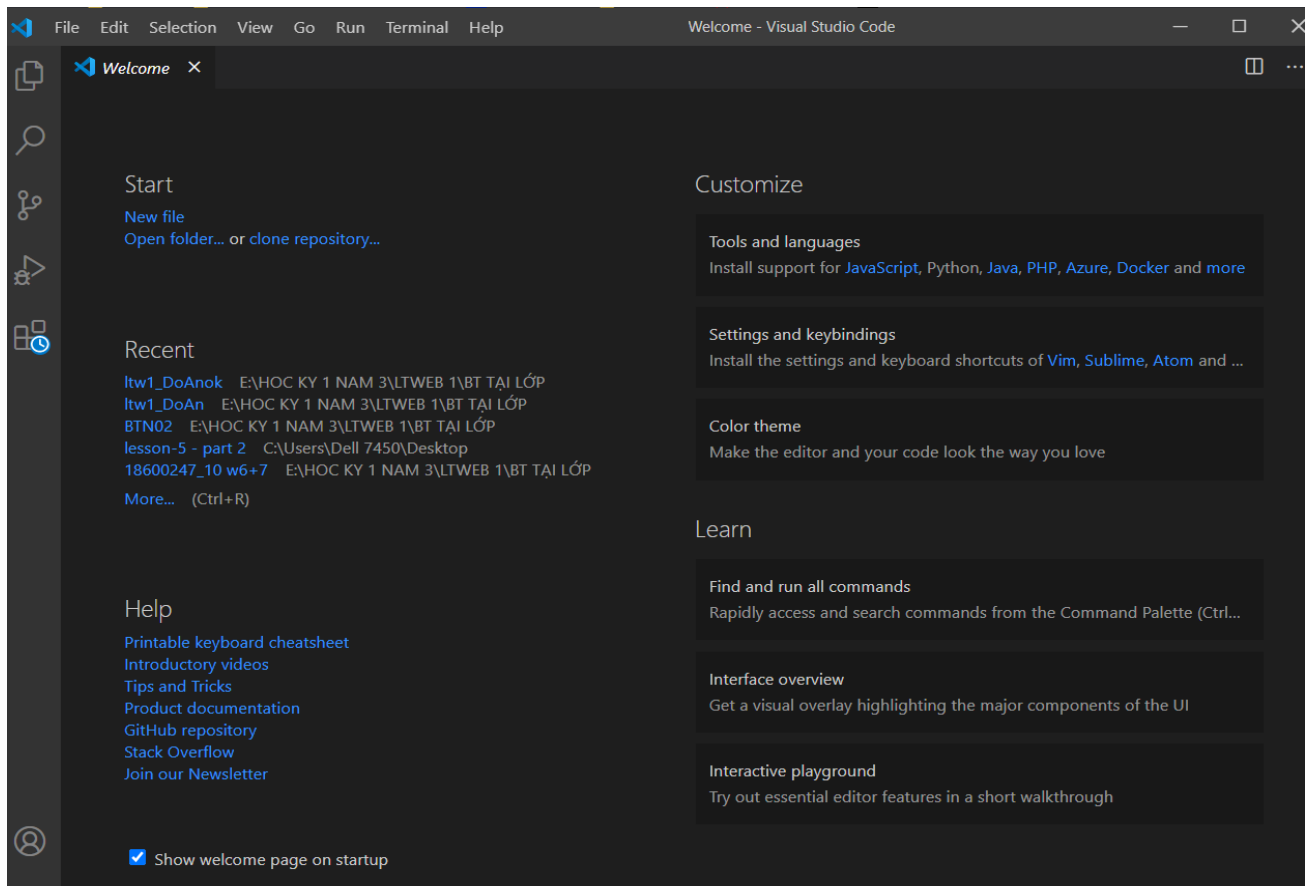 File Edit Selection View Go Run Terminal Help Welcome - Visual Studio Code
Welcome
Start
New file
Open folder... or clone repository...
Recent
ltw1_DoAnok E:\HOC KY 1 NAM 3\LTWEB 1\BT TẠI LỚP
ltw1_DoAn E:\HOC KY 1 NAM 3\LTWEB 1\BT TẠI LỚP
BTN02 E:\HOC KY 1 NAM 3\LTWEB 1\BT TẠI LỚP
lesson-5 - part 2 C:\Users\Dell 7450\Desktop
18600247_10 w6+7 E:\HOC KY 1 NAM 3\LTWEB 1\BT TẠI LỚP
More... (Ctrl+R)
Help
Printable keyboard cheatsheet
Introductory videos
Tips and Tricks
Product documentation
GitHub repository
Stack Overflow
Join our Newsletter
Show welcome page on startup
Customize
Tools and languages
Install support for JavaScript, Python, Java, PHP, Azure, Docker and more
Settings and keybindings
Install the settings and keyboard shortcuts of Vim, Sublime, Atom and ...
Color theme
Make the editor and your code look the way you love
Learn
Find and run all commands
Rapidly access and search commands from the Command Palette (Ctrl...
Interface overview
Get a visual overlay highlighting the major components of the UI
Interactive playground
Try out essential editor features in a short walkthrough